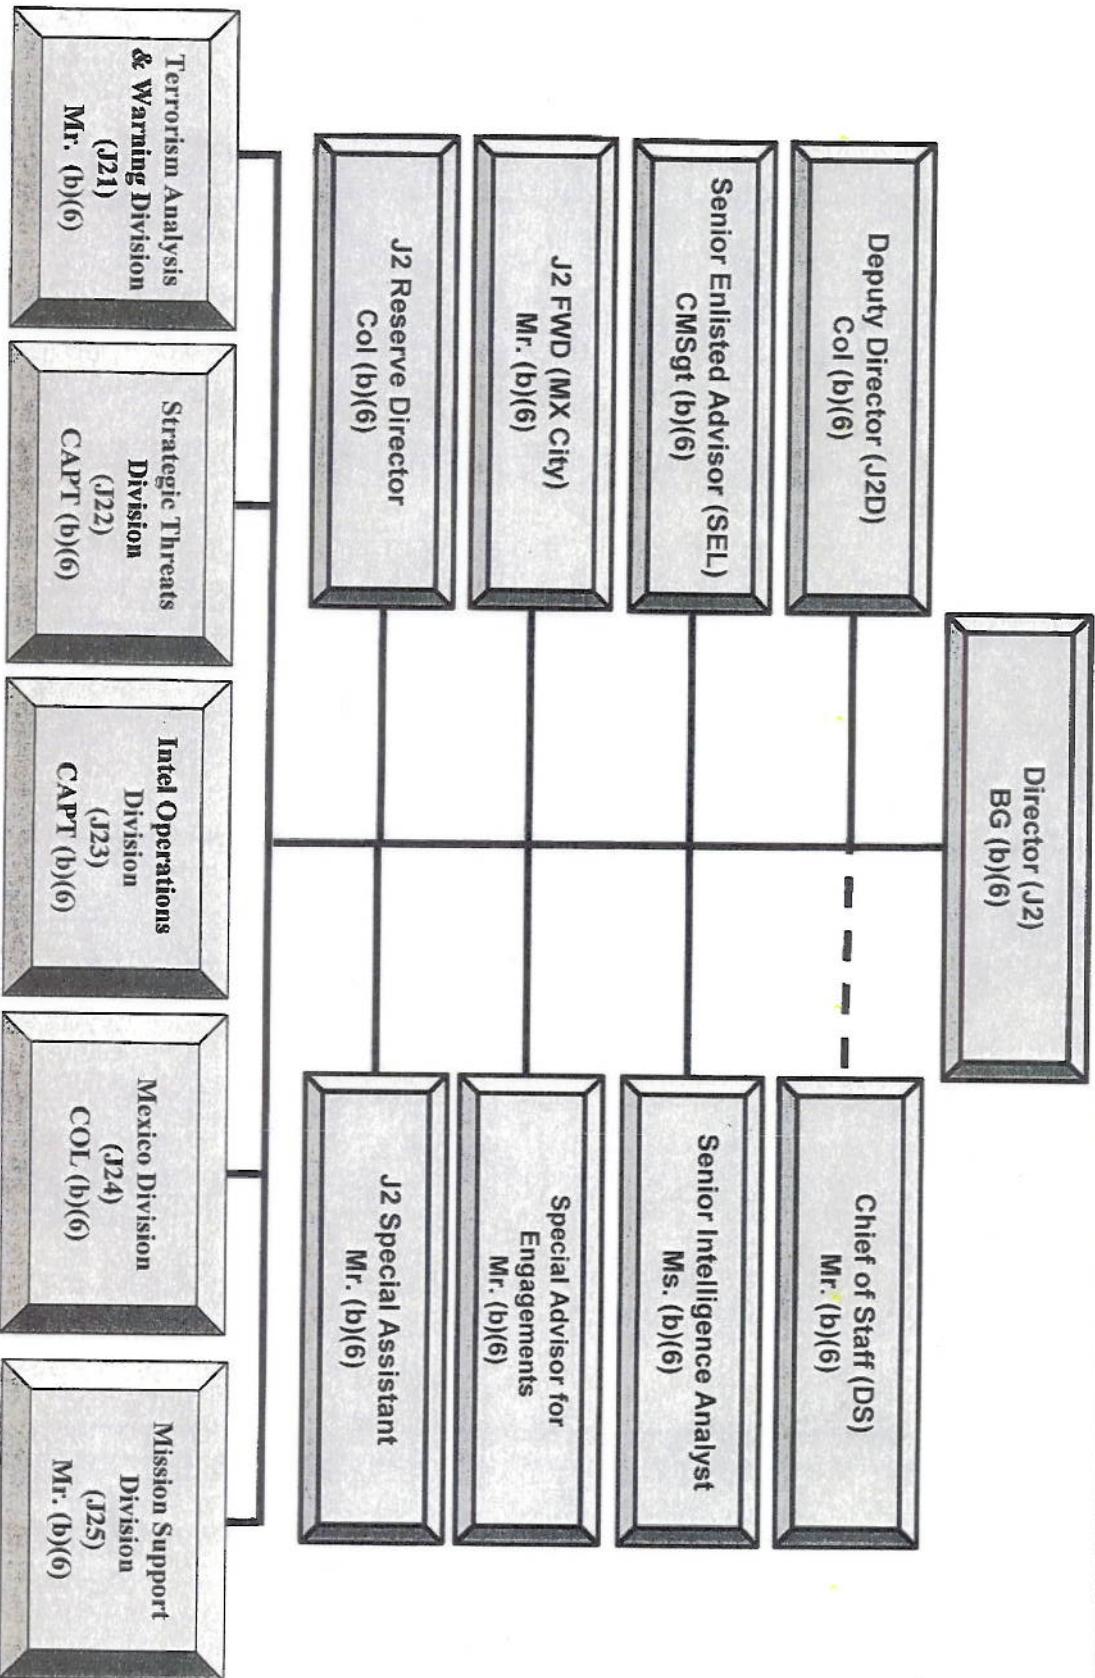 Director (J2)
BG (b)(6)
Deputy Director (J2D)
Col (b)(6)
Chief of Staff (DS)
Mr. (b)(6)
Senior Enlisted Advisor (SEL)
CMSgt (b)(6)
Senior Intelligence Analyst
Ms. (b)(6)
J2 FWD (MX City)
Mr. (b)(6)
Special Advisor for
Engagements
Mr. (b)(6)
J2 Reserve Director
Col (b)(6)
J2 Special Assistant
Mr. (b)(6)
Terrorism Analysis
& Warning Division
(J21)
Mr. (b)(6)
Strategic Threats
Division
(J22)
CAPT (b)(6)
Intel Operations
Division
(J23)
CAPT (b)(6)
Mexico Division
(J24)
COL (b)(6)
Mission Support
Division
(J25)
Mr. (b)(6)